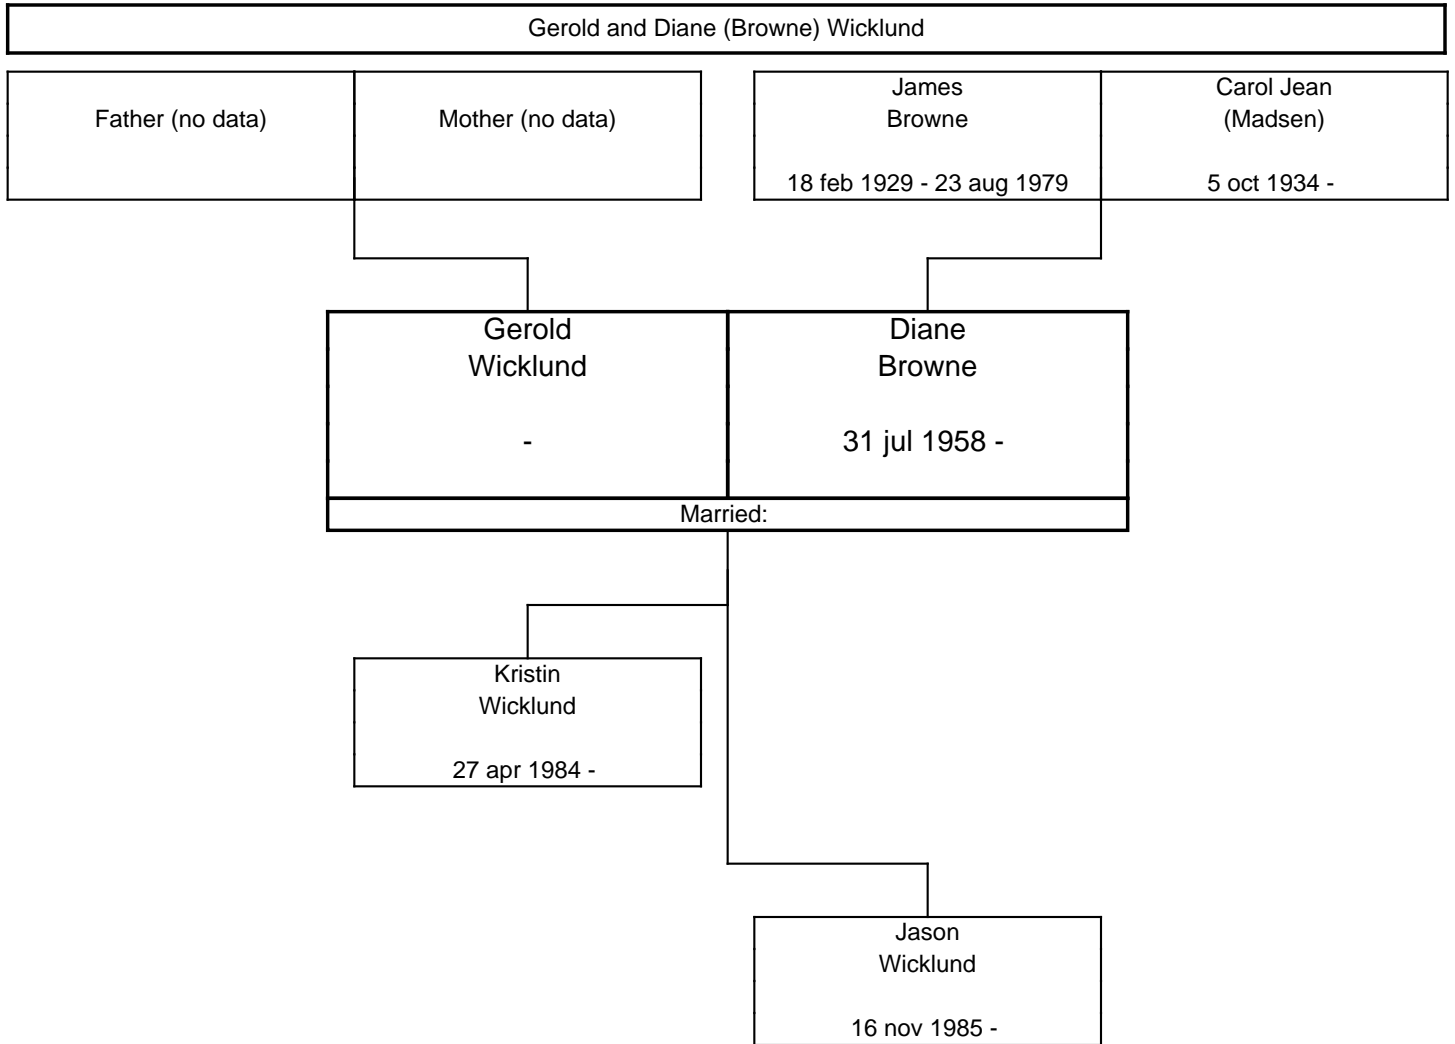 Gerold and Diane (Browne) Wicklund
Father (no data)
Mother (no data)
James
Browne
18 feb 1929 - 23 aug 1979
Carol Jean
(Madsen)
5 oct 1934 -
Gerold
Wicklund
-
Diane
Browne
31 jul 1958 -
Married:
Kristin
Wicklund
27 apr 1984 -
Jason
Wicklund
16 nov 1985 -